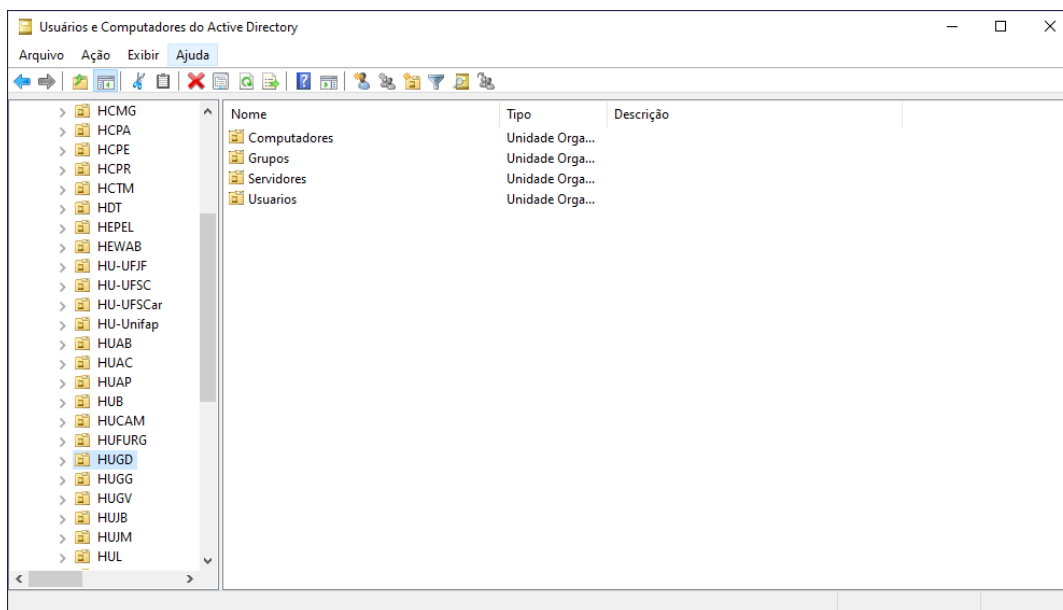 Usuários e Computadores do Active Directory
Arquivo Ação Exibir Ajuda
HCMG
HCPA
HCPE
HCPR
HCTM
HDT
HEPEL
HEWAB
HU-UFJF
HU-UFSC
HU-UFSCar
HU-Unifap
HUAB
HUAC
HUAP
HUB
HUCAM
HUFURG
HUGD
HUGG
HUGV
HUJB
HUJM
HUL
Nome Tipo Descrição
Computadores Unidade Orga...
Grupos Unidade Orga...
Servidores Unidade Orga...
Usuarios Unidade Orga...